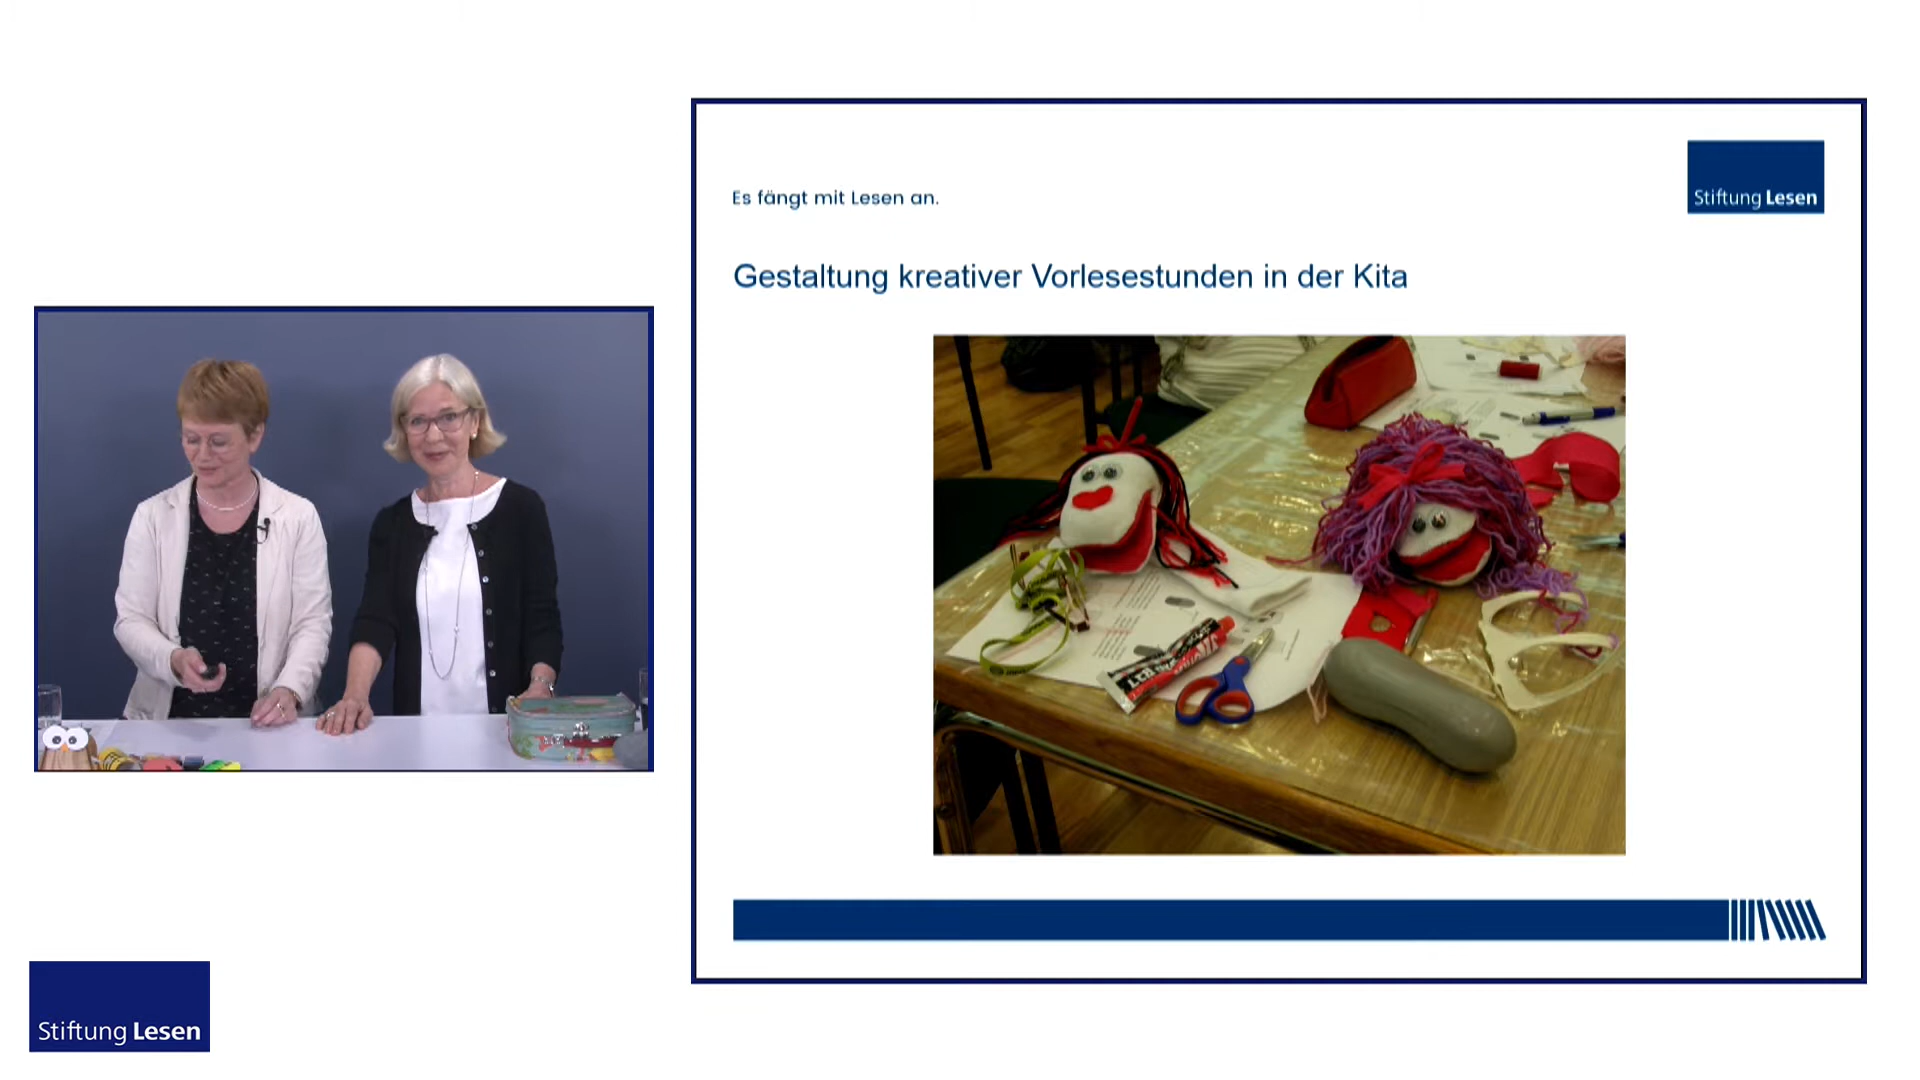 Es fängt mit Lesen an.
Stiftung Lesen
Gestaltung kreativer Vorlesestunden in der Kita
Stiftung Lesen